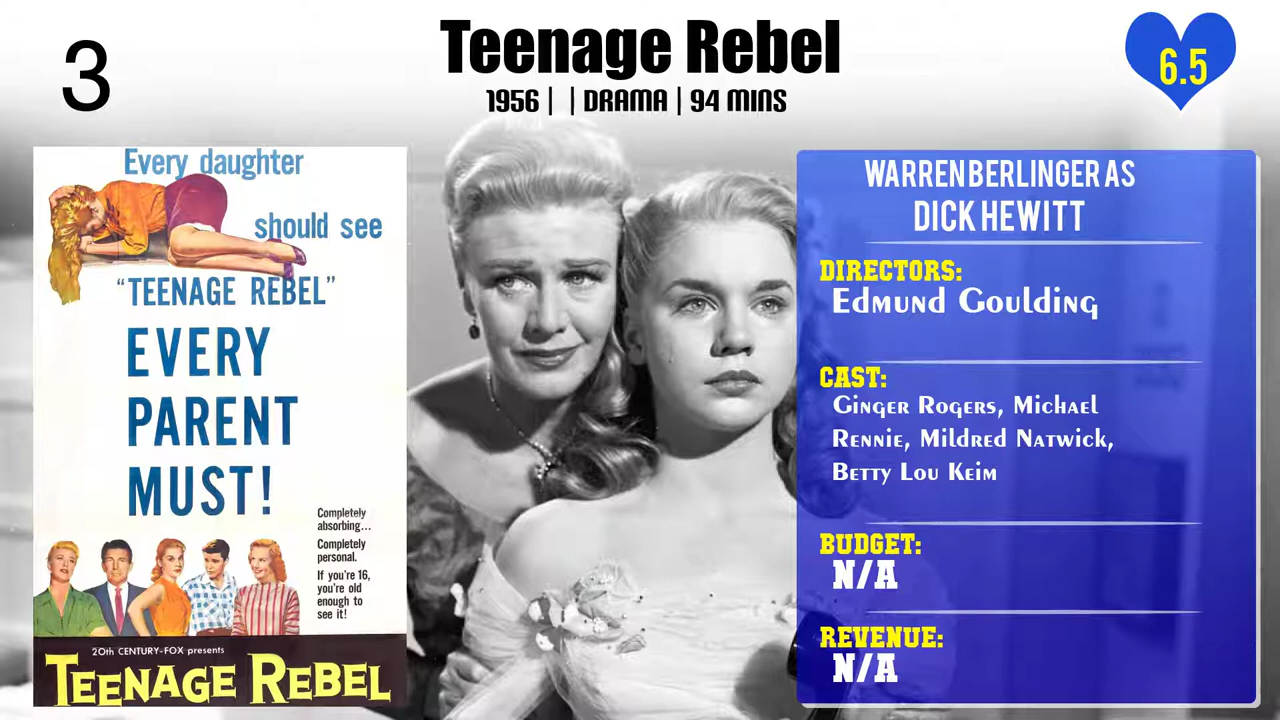 3
Teenage Rebel
1956 | | DRAMA | 94 MINS
6.5
Every daughter
should see
"TEENAGE REBEL"
EVERY
PARENT
MUST!
Completely
absorbing...
Completely
personal.
If you're 16,
you're old
enough to
see it!
20th CENTURY-FOX presents
TEENAGE REBEL
WARREN BERLINGER AS
DICK HEWITT
DIRECTORS:
Edmund Goulding
CAST:
Ginger Rogers, Michael
Rennie, Mildred Natwick,
Betty Lou Keim
BUDGET:
N/A
REVENUE:
N/A